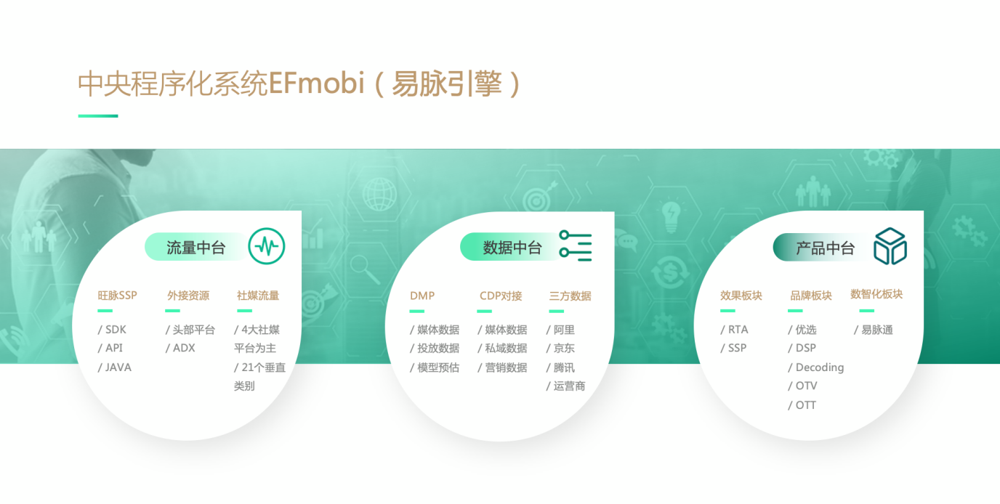 中央程序化系统EFmobi（易脉引擎）
流量中台
旺脉SSP
/ SDK
/ API
/ JAVA
外接资源
/ 头部平台
/ ADX
社媒流量
/ 4大社媒
平台为主
/ 21个垂直
类别
数据中台
DMP
/ 媒体数据
/ 投放数据
/ 模型预估
CDP对接
/ 媒体数据
/ 私域数据
/ 营销数据
三方数据
/ 阿里
/ 京东
/ 腾讯
/ 运营商
产品中台
效果板块
/ RTA
/ SSP
品牌板块
/ 优选
/ DSP
/ Decoding
/ OTV
/ OTT
数智化板块
/ 易脉通